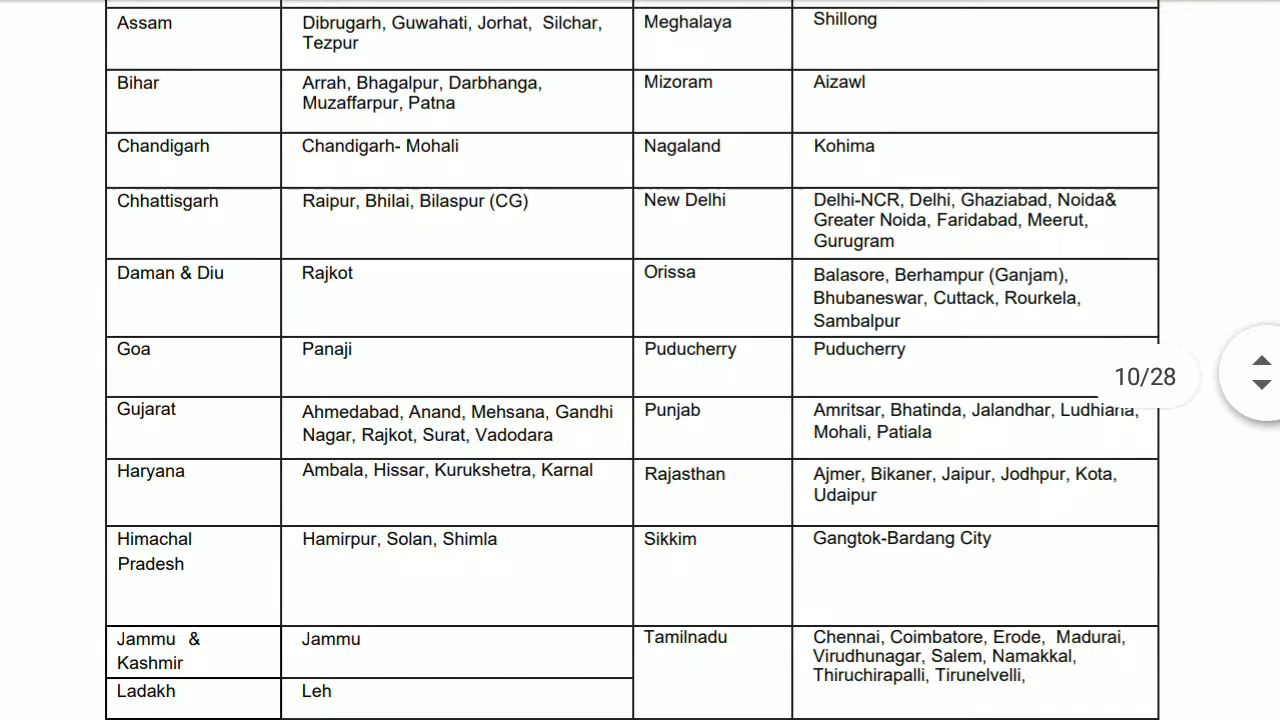 Assam
Dibrugarh, Guwahati, Jorhat, Silchar,
Tezpur
Meghalaya
Shillong
Bihar
Arrah, Bhagalpur, Darbhanga,
Muzaffarpur, Patna
Mizoram
Aizawl
Chandigarh
Chandigarh- Mohali
Nagaland
Kohima
Chhattisgarh
Raipur, Bhilai, Bilaspur (CG)
New Delhi
Delhi-NCR, Delhi, Ghaziabad, Noida&
Greater Noida, Faridabad, Meerut,
Gurugram
Daman & Diu
Rajkot
Orissa
Balasore, Berhampur (Ganjam),
Bhubaneswar, Cuttack, Rourkela,
Sambalpur
Goa
Panaji
Puducherry
Puducherry
10/28
Gujarat
Ahmedabad, Anand, Mehsana, Gandhi
Nagar, Rajkot, Surat, Vadodara
Punjab
Amritsar, Bhatinda, Jalandhar, Ludhiana,
Mohali, Patiala
Haryana
Ambala, Hissar, Kurukshetra, Karnal
Rajasthan
Ajmer, Bikaner, Jaipur, Jodhpur, Kota,
Udaipur
Himachal
Pradesh
Hamirpur, Solan, Shimla
Sikkim
Gangtok-Bardang City
Jammu &
Kashmir
Jammu
Tamilnadu
Chennai, Coimbatore, Erode, Madurai,
Virudhunagar, Salem, Namakkal,
Thiruchirapalli, Tirunelvelli,
Ladakh
Leh